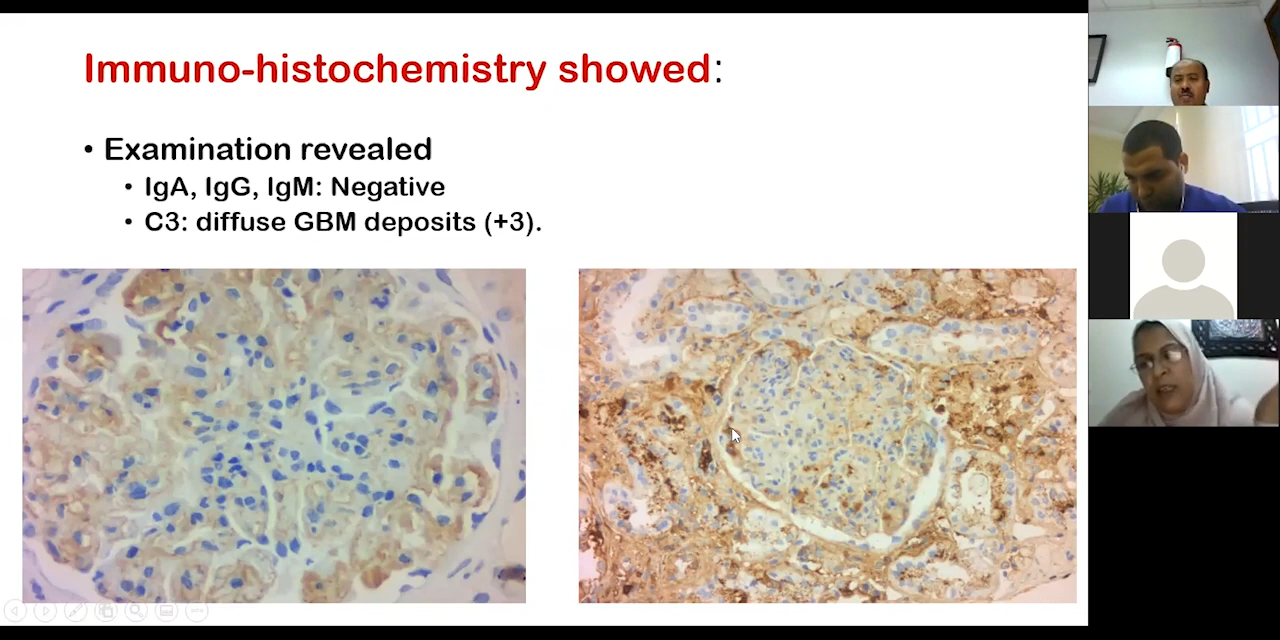 Immuno-histochemistry showed:
• Examination revealed
• IgA, IgG, IgM: Negative
• C3: diffuse GBM deposits (+3).